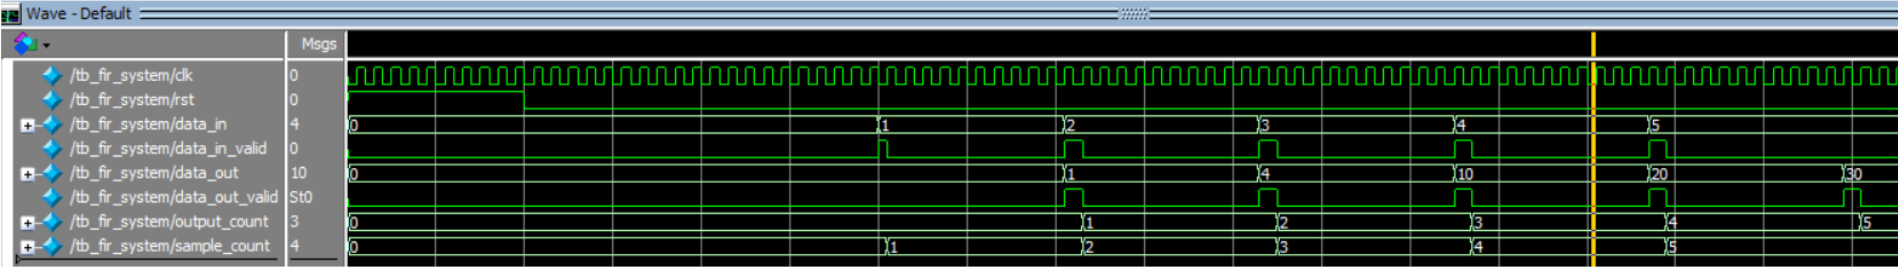 Wave - Default
Msgs
/tb_fir_system/clk 0
/tb_fir_system/rst 0
/tb_fir_system/data_in 4 0 1 2 3 4 5
/tb_fir_system/data_in_valid 0
/tb_fir_system/data_out 10 0 1 4 10 20 30
/tb_fir_system/data_out_valid St0
/tb_fir_system/output_count 3 0 1 2 3 4 5
/tb_fir_system/sample_count 4 0 1 2 3 4 5